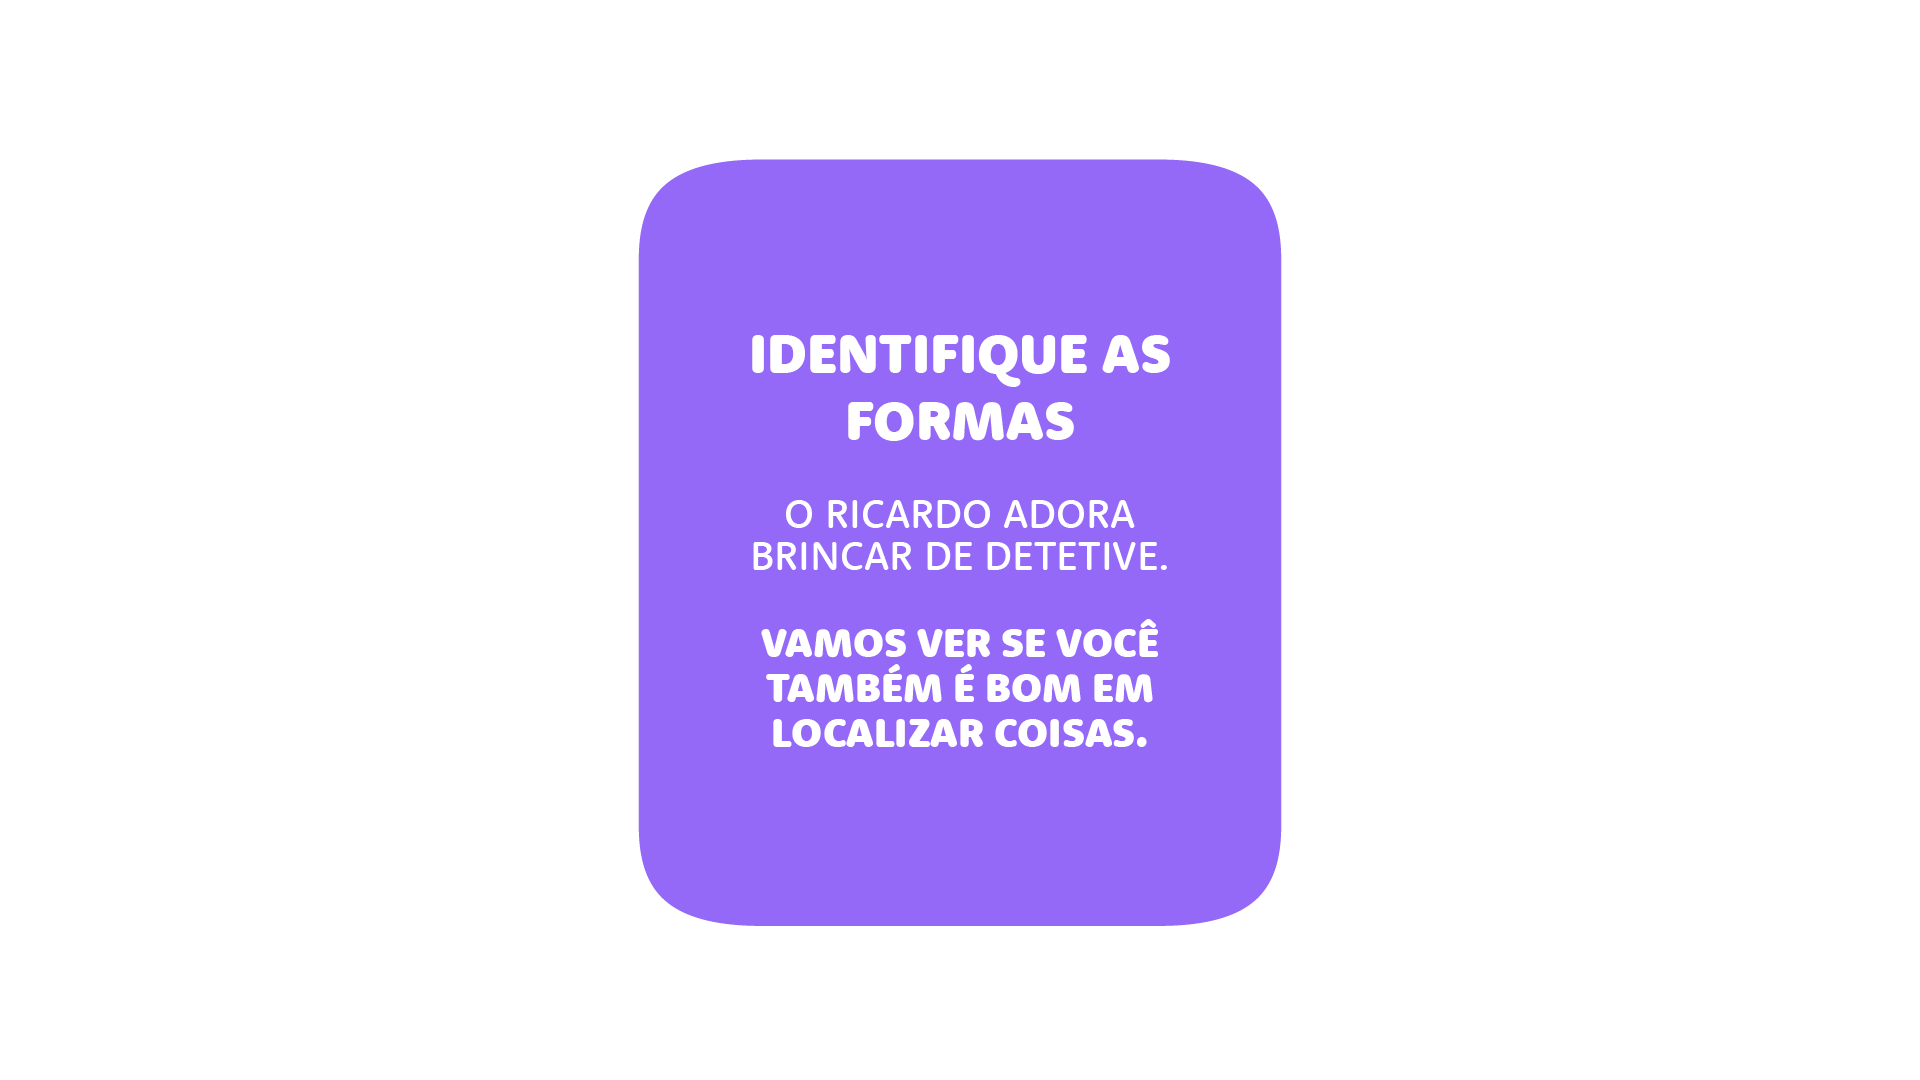 IDENTIFIQUE AS
FORMAS
O RICARDO ADORA
BRINCAR DE DETETIVE.
VAMOS VER SE VOCÊ
TAMBÉM É BOM EM
LOCALIZAR COISAS.